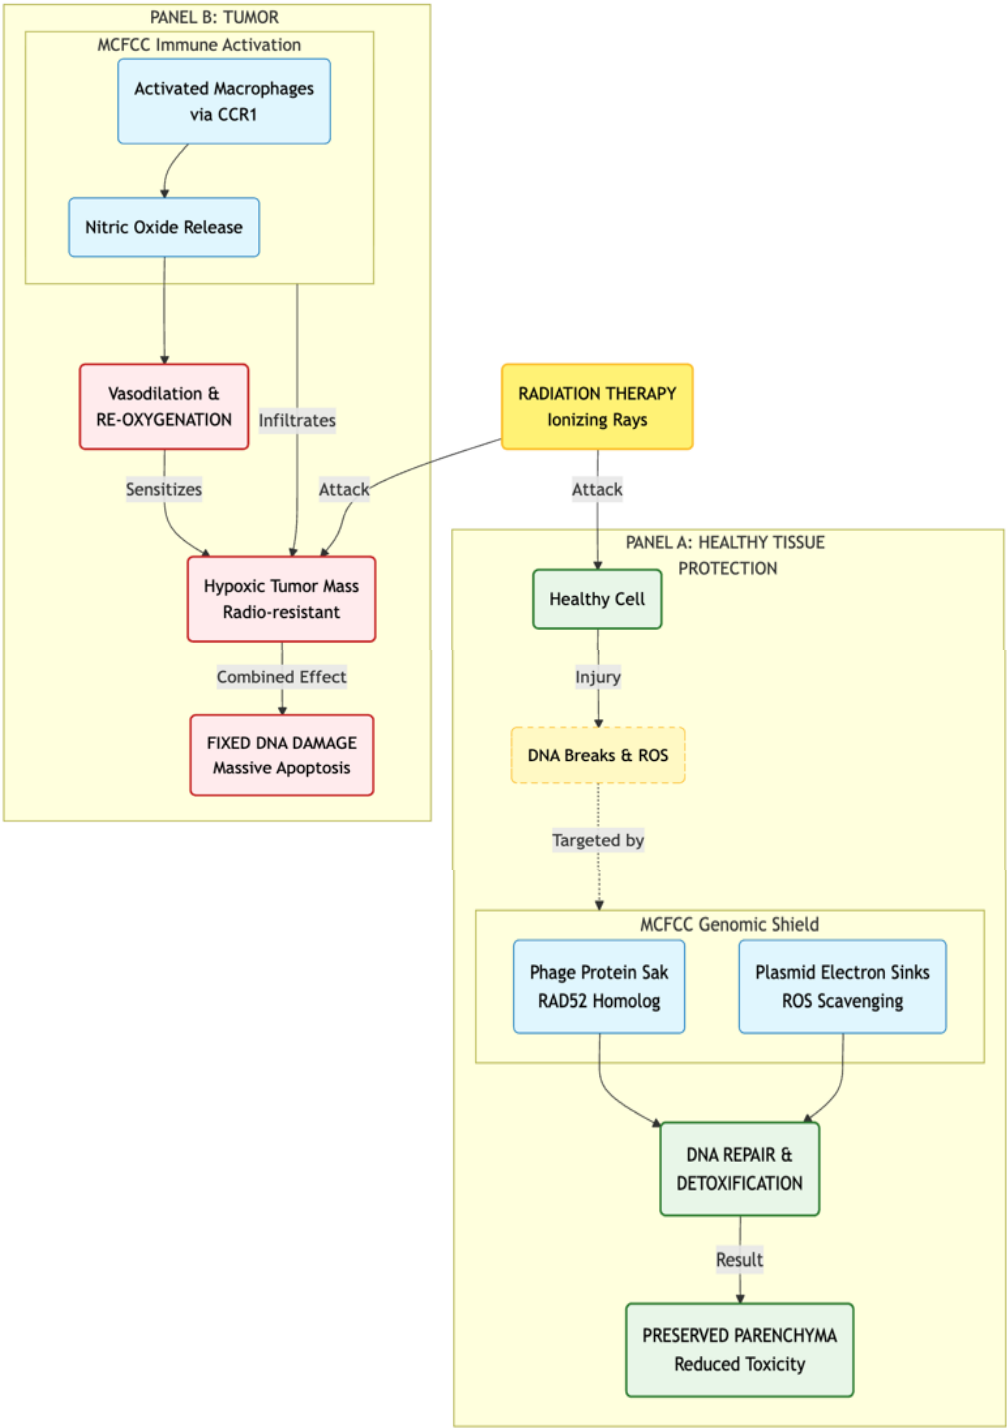 PANEL B: TUMOR
MCFCC Immune Activation
Activated Macrophages
via CCR1
Nitric Oxide Release
Vasodilation &
RE-OXYGENATION
Infiltrates
Sensitizes
RADIATION THERAPY
Ionizing Rays
Attack
Attack
Hypoxic Tumor Mass
Radio-resistant
Combined Effect
FIXED DNA DAMAGE
Massive Apoptosis
PANEL A: HEALTHY TISSUE
PROTECTION
Healthy Cell
Injury
DNA Breaks & ROS
Targeted by
MCFCC Genomic Shield
Phage Protein Sak
RAD52 Homolog
Plasmid Electron Sinks
ROS Scavenging
DNA REPAIR &
DETOXIFICATION
Result
PRESERVED PARENCHYMA
Reduced Toxicity